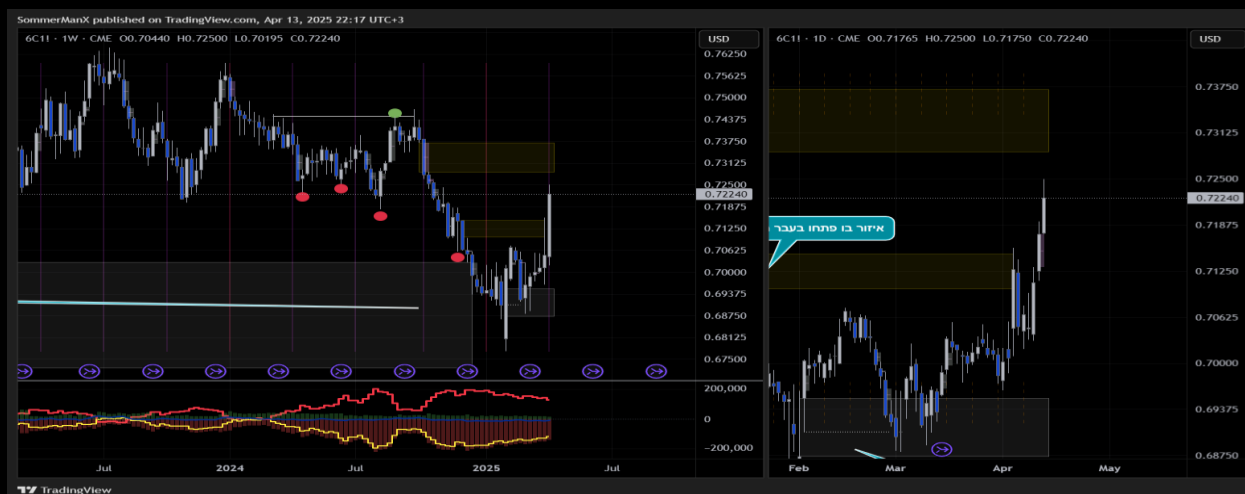 SommerManX published on TradingView.com, Apr 13, 2025 22:17 UTC+3
6C1! · 1W · CME O0.70440 H0.72500 L0.70195 C0.72240
USD
0.76250
0.75625
0.75000
0.74375
0.73750
0.73125
0.72500
0.72240
0.71875
0.71250
0.70625
0.70000
0.69375
0.68750
0.68125
0.67500
200,000
0
−200,000
Jul
2024
Jul
2025
Jul
6C1! · 1D · CME O0.71765 H0.72500 L0.71750 C0.72240
USD
0.73750
0.73125
0.72500
0.72240
0.71875
איזור בו פתחו בעבר
0.71250
0.70625
0.70000
0.69375
0.68750
Feb
Mar
Apr
May
TradingView